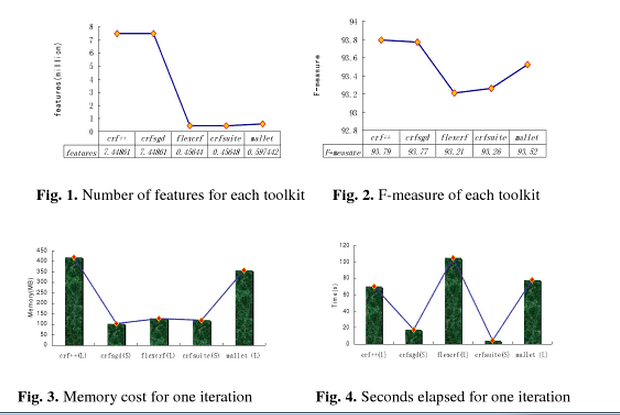 8
7
6
5
4
3
2
1
0
features(million)
crf++ crfsgd flexcrf crfsuite mallet
features 7.44861 7.44861 0.45644 0.45648 0.597442
Fig. 1. Number of features for each toolkit
94
93.8
93.6
93.4
93.2
93
92.8
F-measure
crf++ crfsgd flexcrf crfsuite mallet
F-measure 93.79 93.77 93.21 93.26 93.52
Fig. 2. F-measure of each toolkit
450
400
350
300
250
200
150
100
50
0
Memory(MB)
crf++(L) crfsgd(S) flexcrf(L) crfsuite(S) mallet (L)
Fig. 3. Memory cost for one iteration
120
100
80
60
40
20
0
Time(s)
crf++(L) crfsgd(S) flexcrf(L) crfsuite(S) mallet (L)
Fig. 4. Seconds elapsed for one iteration